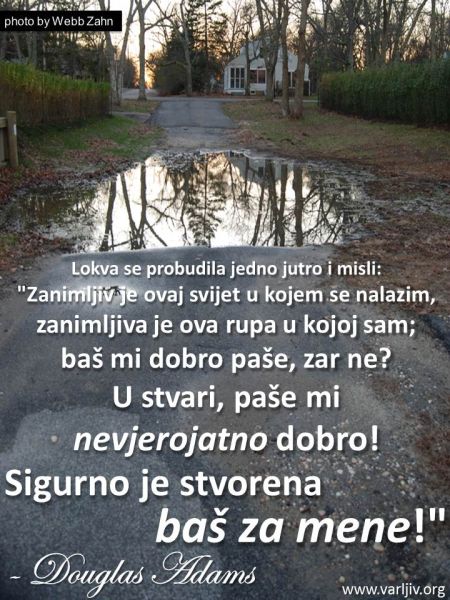 photo by Webb Zahn
Lokva se probudila jedno jutro i misli:
"Zanimljiv je ovaj svijet u kojem se nalazim,
zanimljiva je ova rupa u kojoj sam;
baš mi dobro paše, zar ne?
U stvari, paše mi
nevjerojatno dobro!
Sigurno je stvorena
baš za mene!"
~ Douglas Adams
www.varljiv.org